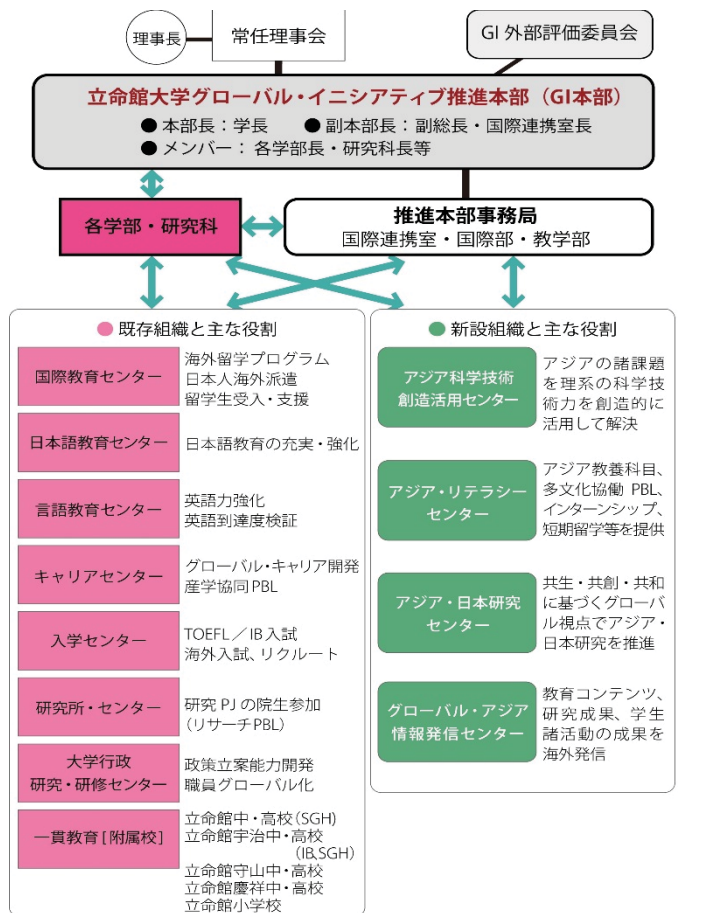 理事長
常任理事会
GI 外部評価委員会
立命館大学グローバル・イニシアティブ推進本部（GI本部）
● 本部長：学長　● 副本部長：副総長・国際連携室長
● メンバー： 各学部長・研究科長等
各学部・研究科
推進本部事務局
国際連携室・国際部・教学部
● 既存組織と主な役割
国際教育センター
海外留学プログラム
日本人海外派遣
留学生受入・支援
日本語教育センター
日本語教育の充実・強化
言語教育センター
英語力強化
英語到達度検証
キャリアセンター
グローバル・キャリア開発
産学協同PBL
入学センター
TOEFL／IB入試
海外入試、リクルート
研究所・センター
研究 PJ の院生参加
（リサーチPBL）
大学行政
研究・研修センター
政策立案能力開発
職員グローバル化
一貫教育［附属校］
立命館中・高校（SGH）
立命館宇治中・高校
（IB,SGH）
立命館守山中・高校
立命館慶祥中・高校
立命館小学校
● 新設組織と主な役割
アジア科学技術
創造活用センター
アジアの諸課題
を理系の科学技
術力を創造的に
活用して解決
アジア・リテラシー
センター
アジア教養科目、
多文化協働 PBL、
インターンシップ、
短期留学等を提供
アジア・日本研究
センター
共生・共創・共和
に基づくグローバ
ル視点でアジア・
日本研究を推進
グローバル・アジア
情報発信センター
教育コンテンツ、
研究成果、学生
諸活動の成果を
海外発信